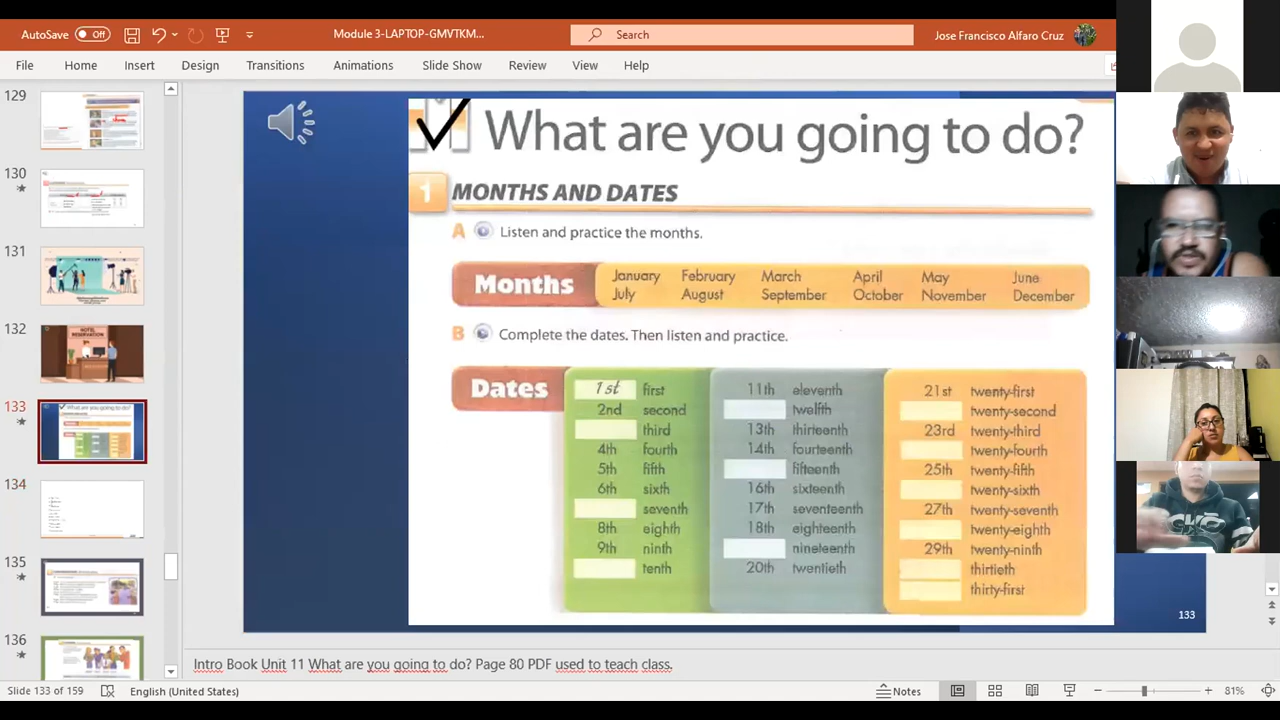 AutoSave Off
Module 3-LAPTOP-GMVTKM...
Search
Jose Francisco Alfaro Cruz
File Home Insert Design Transitions Animations Slide Show Review View Help
129
130
131
132
133
134
135
136
What are you going to do?
1 MONTHS AND DATES
A Listen and practice the months.
Months
January February March April May June
July August September October November December
B Complete the dates. Then listen and practice.
Dates
1st first
2nd second
third
4th fourth
5th fifth
6th sixth
seventh
8th eighth
9th ninth
tenth
11th eleventh
twelfth
13th thirteenth
14th fourteenth
fifteenth
16th sixteenth
17th seventeenth
18th eighteenth
nineteenth
20th twentieth
21st twenty-first
twenty-second
23rd twenty-third
twenty-fourth
25th twenty-fifth
twenty-sixth
27th twenty-seventh
twenty-eighth
29th twenty-ninth
thirtieth
thirty-first
133
Intro Book Unit 11 What are you going to do? Page 80 PDF used to teach class.
Slide 133 of 159 English (United States) Notes 81%